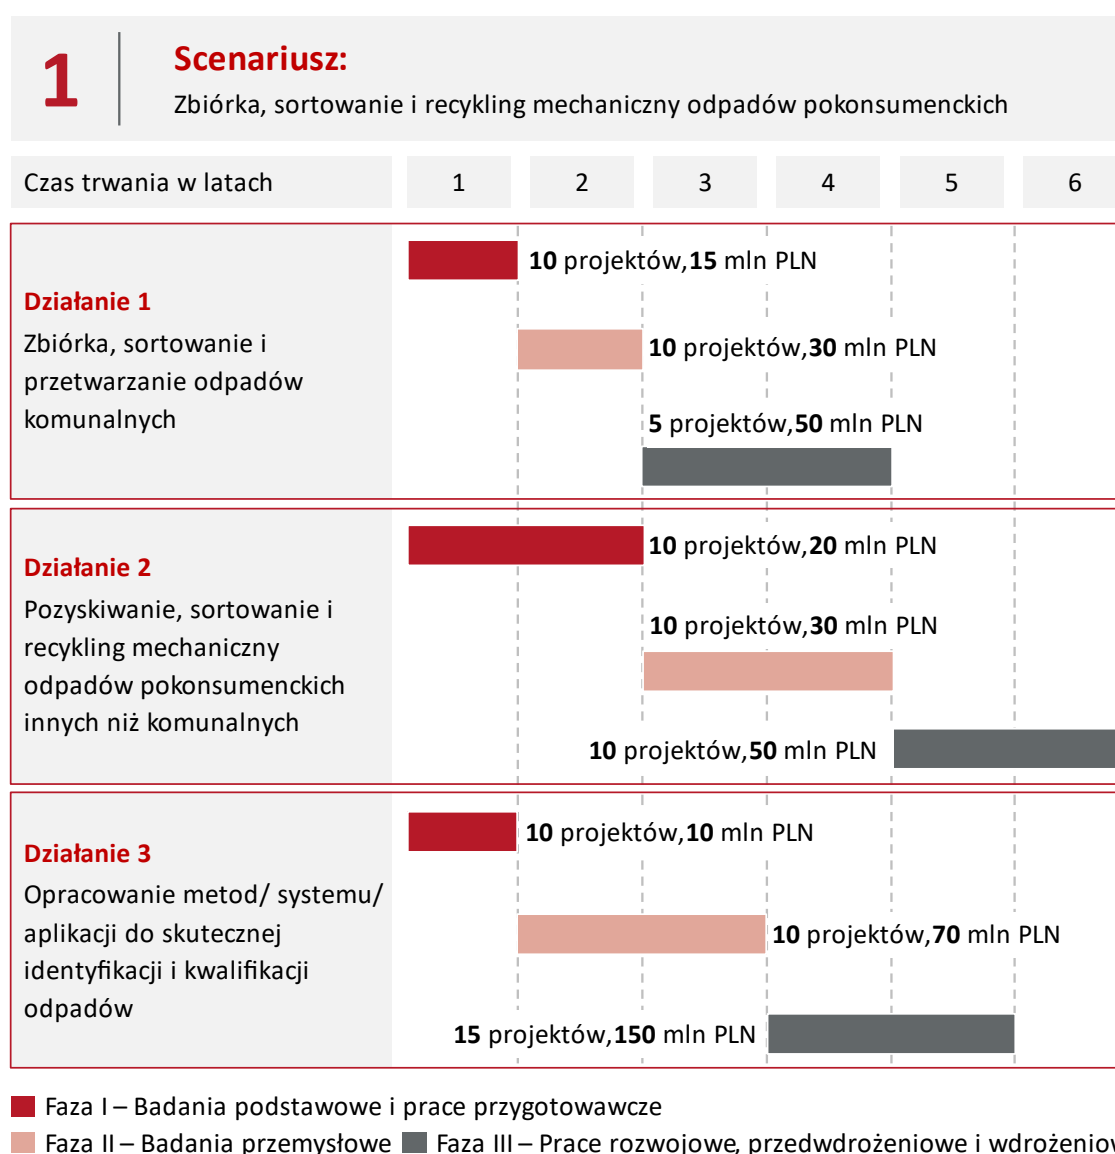 1
Scenariusz:
Zbiórka, sortowanie i recykling mechaniczny odpadów pokonsumenckich
Czas trwania w latach 1 2 3 4 5 6
Działanie 1
Zbiórka, sortowanie i
przetwarzanie odpadów
komunalnych
10 projektów,15 mln PLN
10 projektów,30 mln PLN
5 projektów,50 mln PLN
Działanie 2
Pozyskiwanie, sortowanie i
recykling mechaniczny
odpadów pokonsumenckich
innych niż komunalnych
10 projektów,20 mln PLN
10 projektów,30 mln PLN
10 projektów,50 mln PLN
Działanie 3
Opracowanie metod/ systemu/
aplikacji do skutecznej
identyfikacji i kwalifikacji
odpadów
10 projektów,10 mln PLN
10 projektów,70 mln PLN
15 projektów,150 mln PLN
Faza I – Badania podstawowe i prace przygotowawcze
Faza II – Badania przemysłowe Faza III – Prace rozwojowe, przedwdrożeniowe i